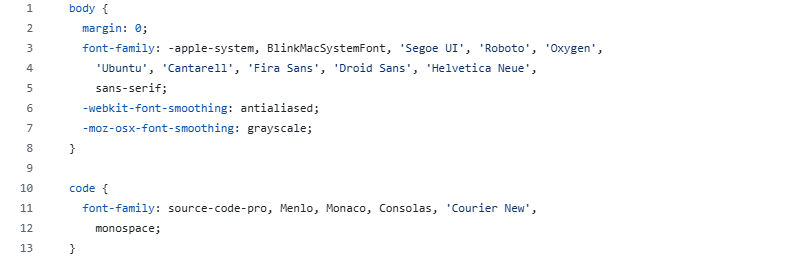 1 body {
2 margin: 0;
3 font-family: -apple-system, BlinkMacSystemFont, 'Segoe UI', 'Roboto', 'Oxygen',
4 'Ubuntu', 'Cantarell', 'Fira Sans', 'Droid Sans', 'Helvetica Neue',
5 sans-serif;
6 -webkit-font-smoothing: antialiased;
7 -moz-osx-font-smoothing: grayscale;
8 }
9
10 code {
11 font-family: source-code-pro, Menlo, Monaco, Consolas, 'Courier New',
12 monospace;
13 }